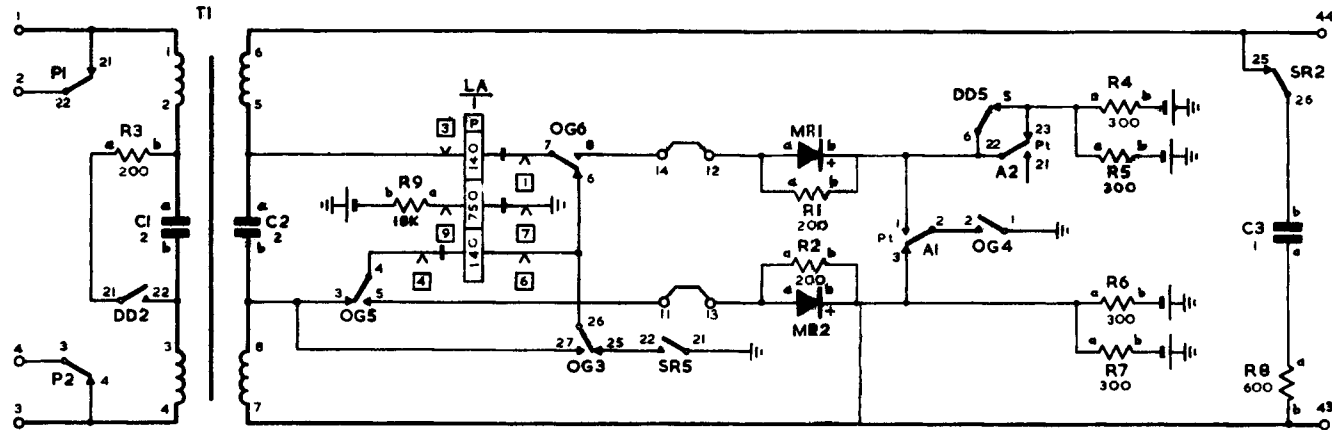 1
T1
44
P1
21
1
6
25
SR2
2
22
2
5
LA
26
R3
a b
200
3
P
140
1
OG6
7
8
6
14
12
MR1
a b
+
a b
R1
200
DD5
5
6
22
23
Pt
21
A2
R4
a b
300
a b
R5
300
R9
b a
18K
750
9
7
C1
2
a
b
C2
2
a
b
C3
1
b
a
140
4
6
R2
a b
200
a b
+
MR2
Pt
1
2
3
A1
2
1
OG4
21
22
DD2
4
3
5
OG5
11
13
R6
a b
300
a b
R7
300
4
3
P2
4
3
8
26
27
25
OG3
22
21
SR5
R8
600
a
b
3
4
7
43